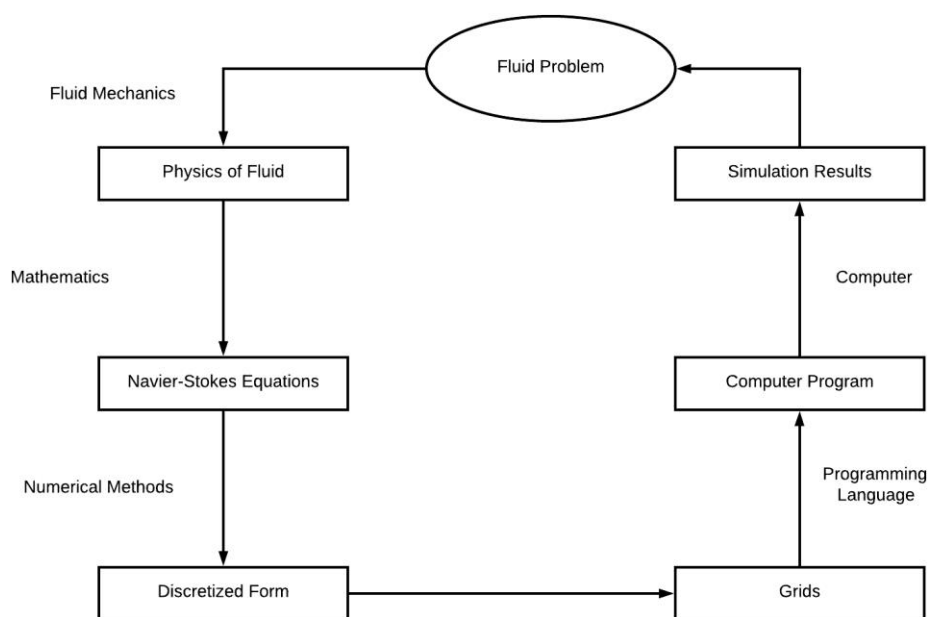 Fluid Problem
Fluid Mechanics
Physics of Fluid
Simulation Results
Mathematics
Computer
Navier-Stokes Equations
Computer Program
Numerical Methods
Programming
Language
Discretized Form
Grids